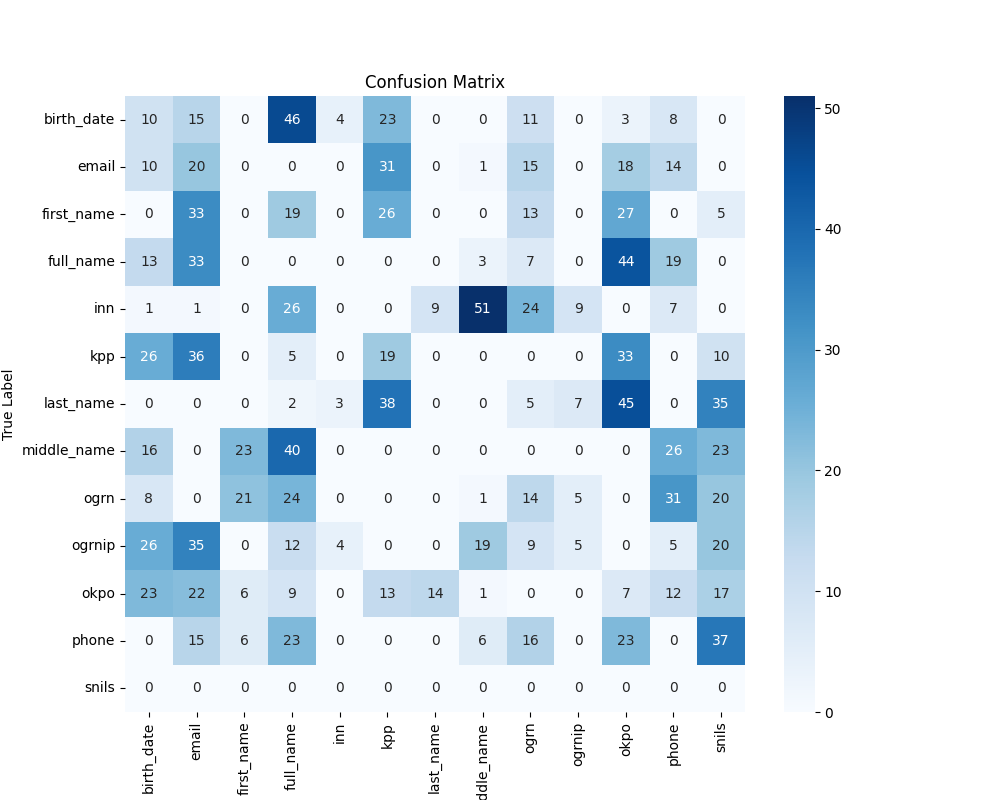 Confusion Matrix
birth_date 10 15 0 46 4 23 0 0 11 0 3 8 0
email 10 20 0 0 0 31 0 1 15 0 18 14 0
first_name 0 33 0 19 0 26 0 0 13 0 27 0 5
full_name 13 33 0 0 0 0 0 3 7 0 44 19 0
inn 1 1 0 26 0 0 9 51 24 9 0 7 0
kpp 26 36 0 5 0 19 0 0 0 0 33 0 10
last_name 0 0 0 2 3 38 0 0 5 7 45 0 35
middle_name 16 0 23 40 0 0 0 0 0 0 0 26 23
ogrn 8 0 21 24 0 0 0 1 14 5 0 31 20
ogrnip 26 35 0 12 4 0 0 19 9 5 0 5 20
okpo 23 22 6 9 0 13 14 1 0 0 7 12 17
phone 0 15 6 23 0 0 0 6 16 0 23 0 37
snils 0 0 0 0 0 0 0 0 0 0 0 0 0
birth_date email first_name full_name inn kpp last_name ddle_name ogrn ogrnip okpo phone snils
True Label
50
40
30
20
10
0